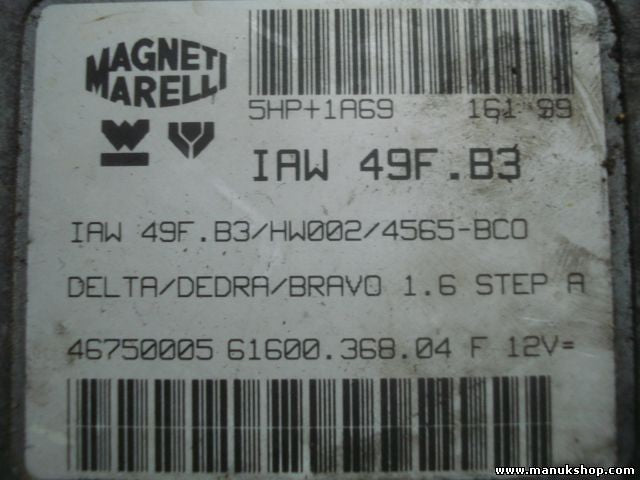 MAGNETI
MARELLI
5HP+1A69 161 99
IAW 49F.B3
IAW 49F.B3/HW002/4565-BC0
DELTA/DEDRA/BRAVO 1.6 STEP A
46750005 61600.368.04 F 12V=
www.manukshop.com